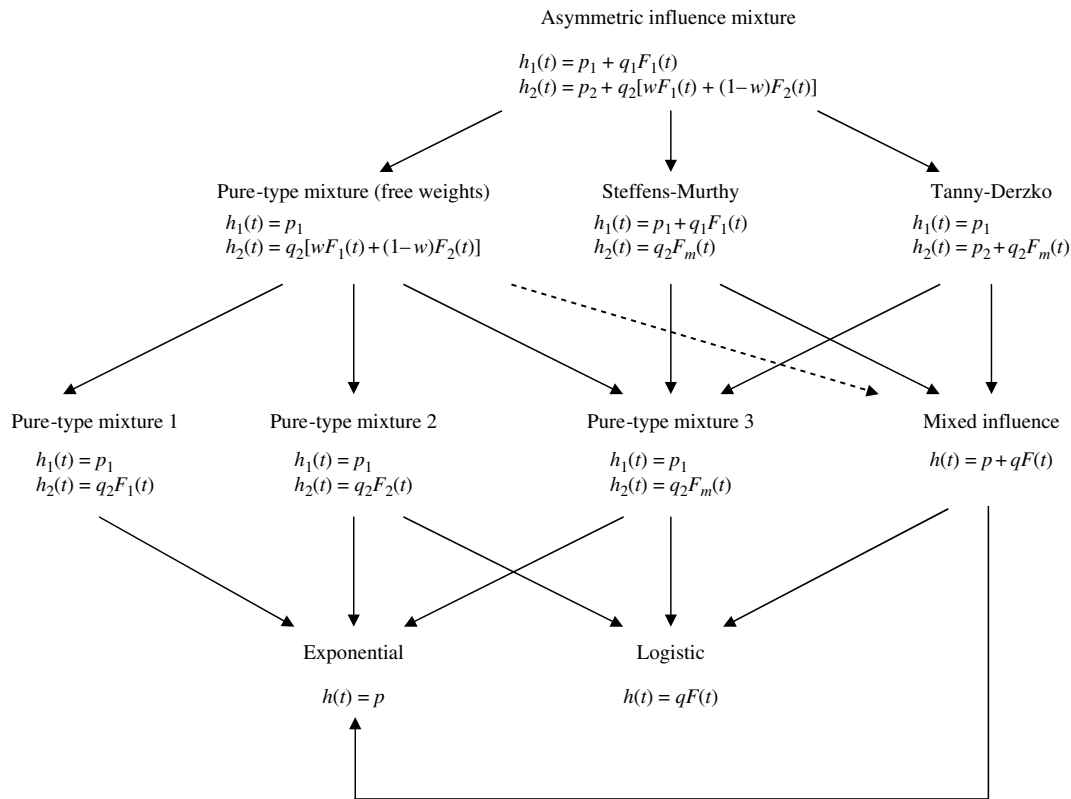 Asymmetric influence mixture
h₁(t) = p₁ + q₁F₁(t)
h₂(t) = p₂ + q₂[wF₁(t) + (1–w)F₂(t)]
Pure-type mixture (free weights)
h₁(t) = p₁
h₂(t) = q₂[wF₁(t) + (1–w)F₂(t)]
Steffens-Murthy
h₁(t) = p₁ + q₁F₁(t)
h₂(t) = q₂Fₘ(t)
Tanny-Derzko
h₁(t) = p₁
h₂(t) = p₂ + q₂Fₘ(t)
Pure-type mixture 1
h₁(t) = p₁
h₂(t) = q₂F₁(t)
Pure-type mixture 2
h₁(t) = p₁
h₂(t) = q₂F₂(t)
Pure-type mixture 3
h₁(t) = p₁
h₂(t) = q₂Fₘ(t)
Mixed influence
h(t) = p + qF(t)
Exponential
h(t) = p
Logistic
h(t) = qF(t)